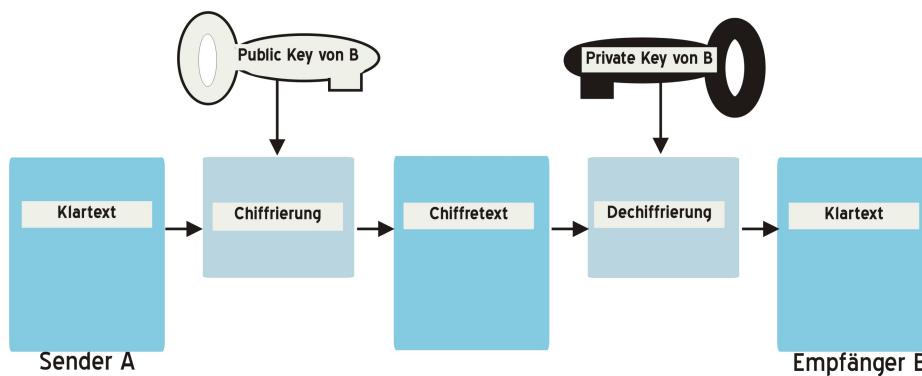 Public Key von B
Private Key von B
Klartext
Chiffrierung
Chiffretext
Dechiffrierung
Klartext
Sender A
Empfänger B